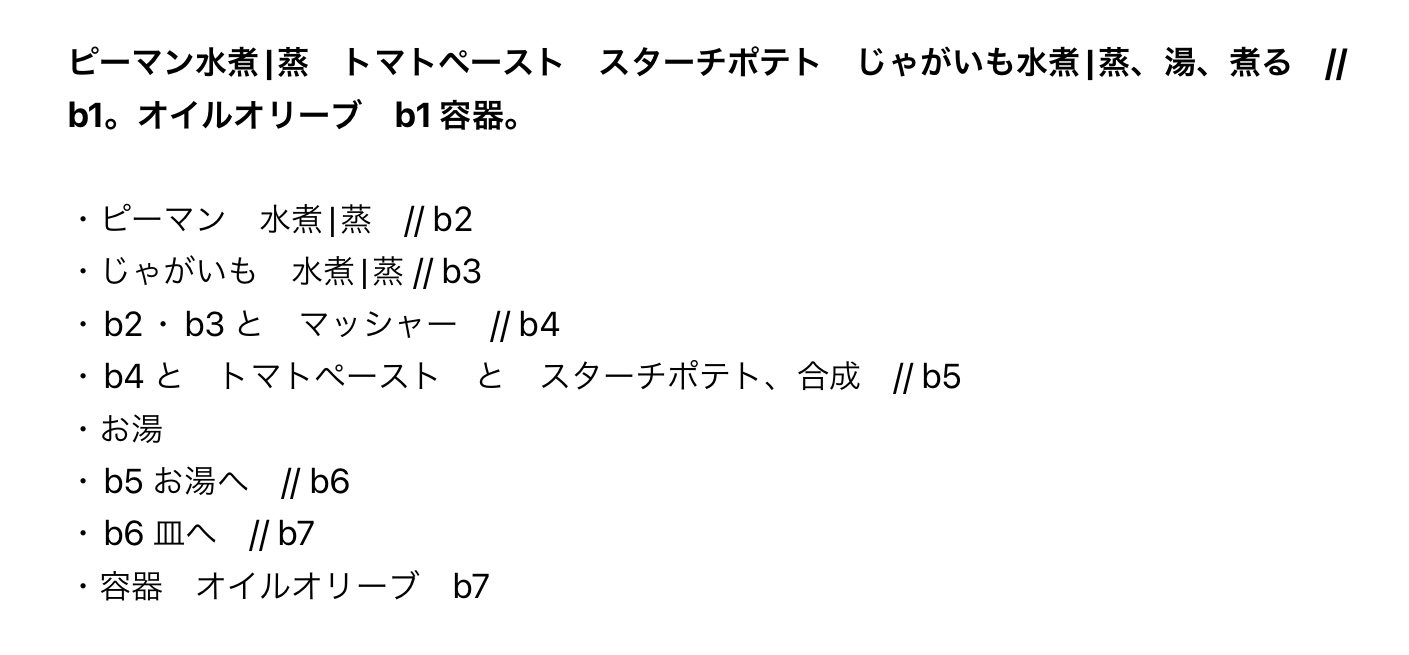 ピーマン水煮|蒸　トマトペースト　スターチポテト　じゃがいも水煮|蒸、湯、煮る　//
b1。オイルオリーブ　b1 容器。
・ピーマン　水煮|蒸　// b2
・じゃがいも　水煮|蒸 // b3
・b2・b3 と　マッシャー　// b4
・b4 と　トマトペースト　と　スターチポテト、合成　// b5
・お湯
・b5 お湯へ　// b6
・b6 皿へ　// b7
・容器　オイルオリーブ　b7